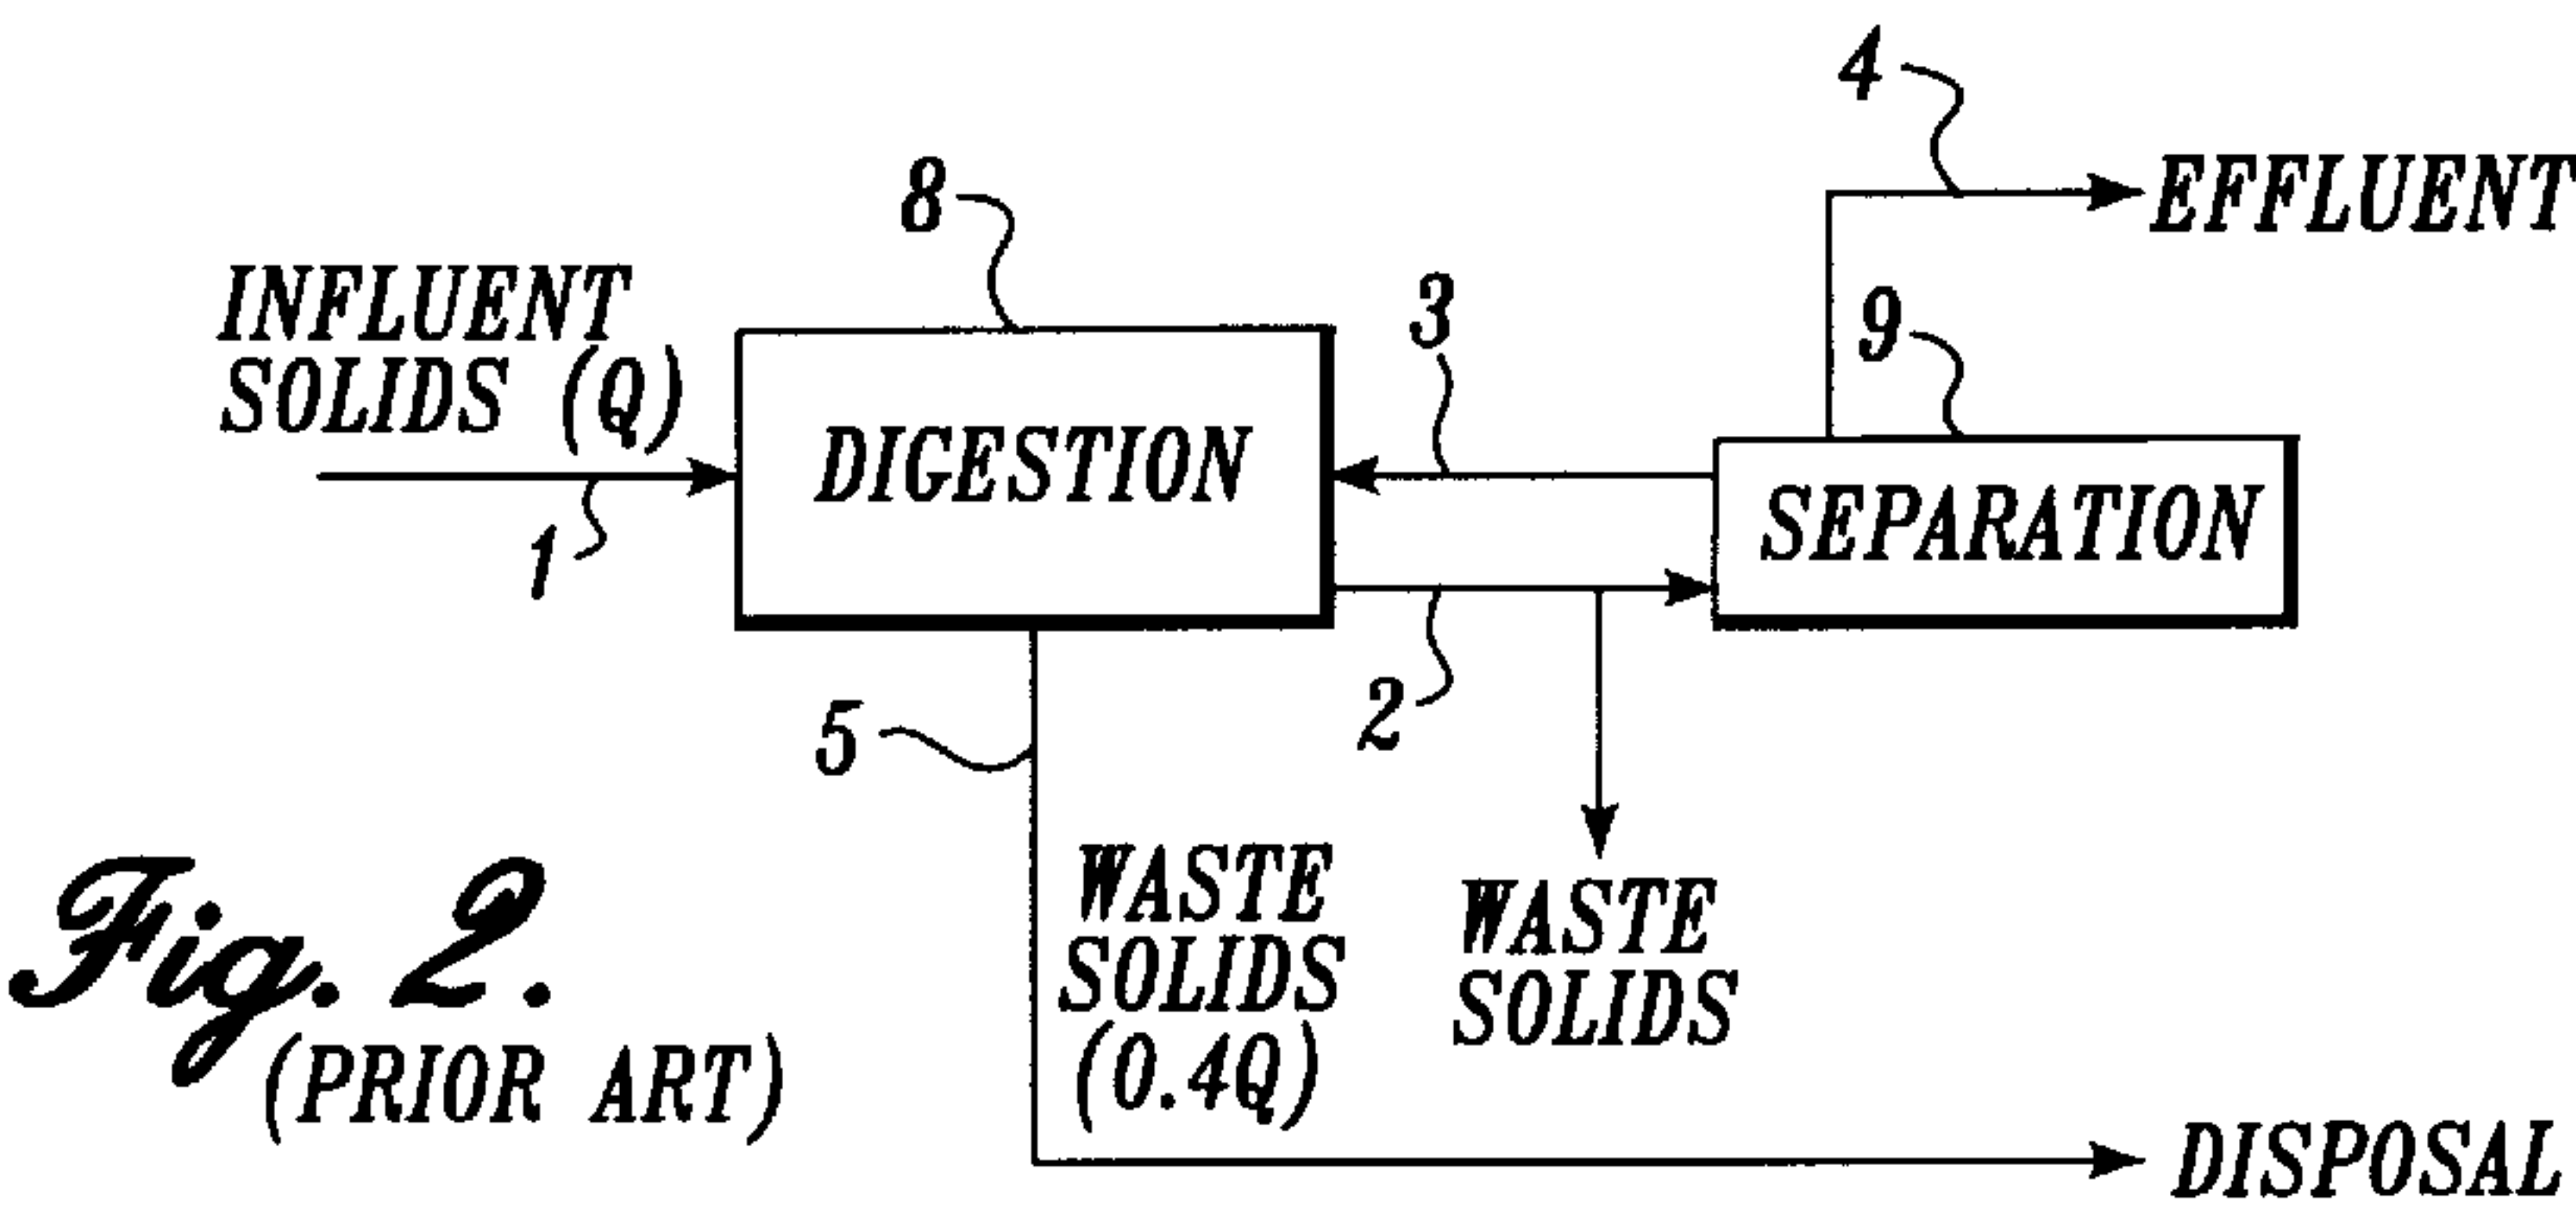 4
EFFLUENT
8
INFLUENT
SOLIDS (Q)
3
9
DIGESTION
SEPARATION
1
2
5
WASTE
SOLIDS
(0.4Q)
WASTE
SOLIDS
Fig. 2.
(PRIOR ART)
DISPOSAL